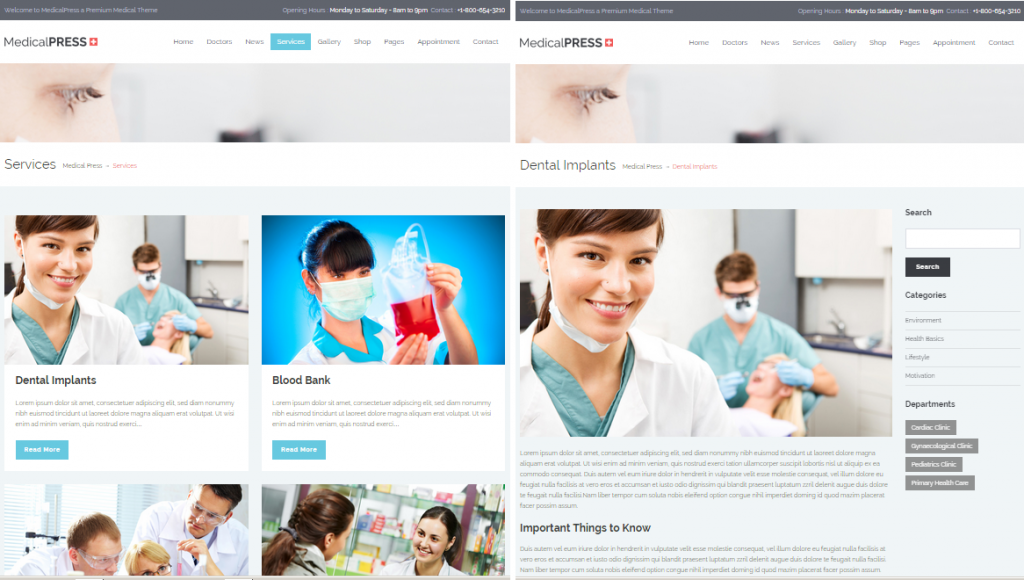 Welcome to MedicalPress a Premium Medical Theme
Opening Hours : Monday to Saturday - 8am to 9pm Contact : +1-800-654-3210
MedicalPRESS
Home Doctors News Services Gallery Shop Pages Appointment Contact
Services Medical Press - Services
Dental Implants
Lorem ipsum dolor sit amet, consectetuer adipiscing elit, sed diam nonummy
nibh euismod tincidunt ut laoreet dolore magna aliquam erat volutpat. Ut wisi
enim ad minim veniam, quis nostrud exerci...
Read More
Blood Bank
Lorem ipsum dolor sit amet, consectetuer adipiscing elit, sed diam nonummy
nibh euismod tincidunt ut laoreet dolore magna aliquam erat volutpat. Ut wisi
enim ad minim veniam, quis nostrud exerci...
Read More
Welcome to MedicalPress a Premium Medical Theme
Opening Hours : Monday to Saturday - 8am to 9pm Contact : +1-800-654-3210
MedicalPRESS
Home Doctors News Services Gallery Shop Pages Appointment Contact
Dental Implants Medical Press - Dental Implants
Lorem ipsum dolor sit amet, consectetuer adipiscing elit, sed diam nonummy nibh euismod tincidunt ut laoreet dolore magna
aliquam erat volutpat. Ut wisi enim ad minim veniam, quis nostrud exerci tation ullamcorper suscipit lobortis nisl ut aliquip ex ea
commodo consequat. Duis autem vel eum iriure dolor in hendrerit in vulputate velit esse molestie consequat, vel illum dolore eu
feugiat nulla facilisis at vero eros et accumsan et iusto odio dignissim qui blandit praesent luptatum zzril delenit augue duis dolore
te feugait nulla facilisi.Nam liber tempor cum soluta nobis eleifend option congue nihil imperdiet doming id quod mazim placerat
facer possim assum.
Important Things to Know
Duis autem vel eum iriure dolor in hendrerit in vulputate velit esse molestie consequat, vel illum dolore eu feugiat nulla facilisis at
vero eros et accumsan et iusto odio dignissim qui blandit praesent luptatum zzril delenit augue duis dolore te feugait nulla
facilisi. Nam liber tempor cum soluta nobis eleifend option congue nihil imperdiet doming id quod mazim placerat assum.
Search
Search
Categories
Environment
Health Basics
Lifestyle
Motivation
Departments
Cardiac Clinic
Gynaecological Clinic
Pediatrics Clinic
Primary Health Care